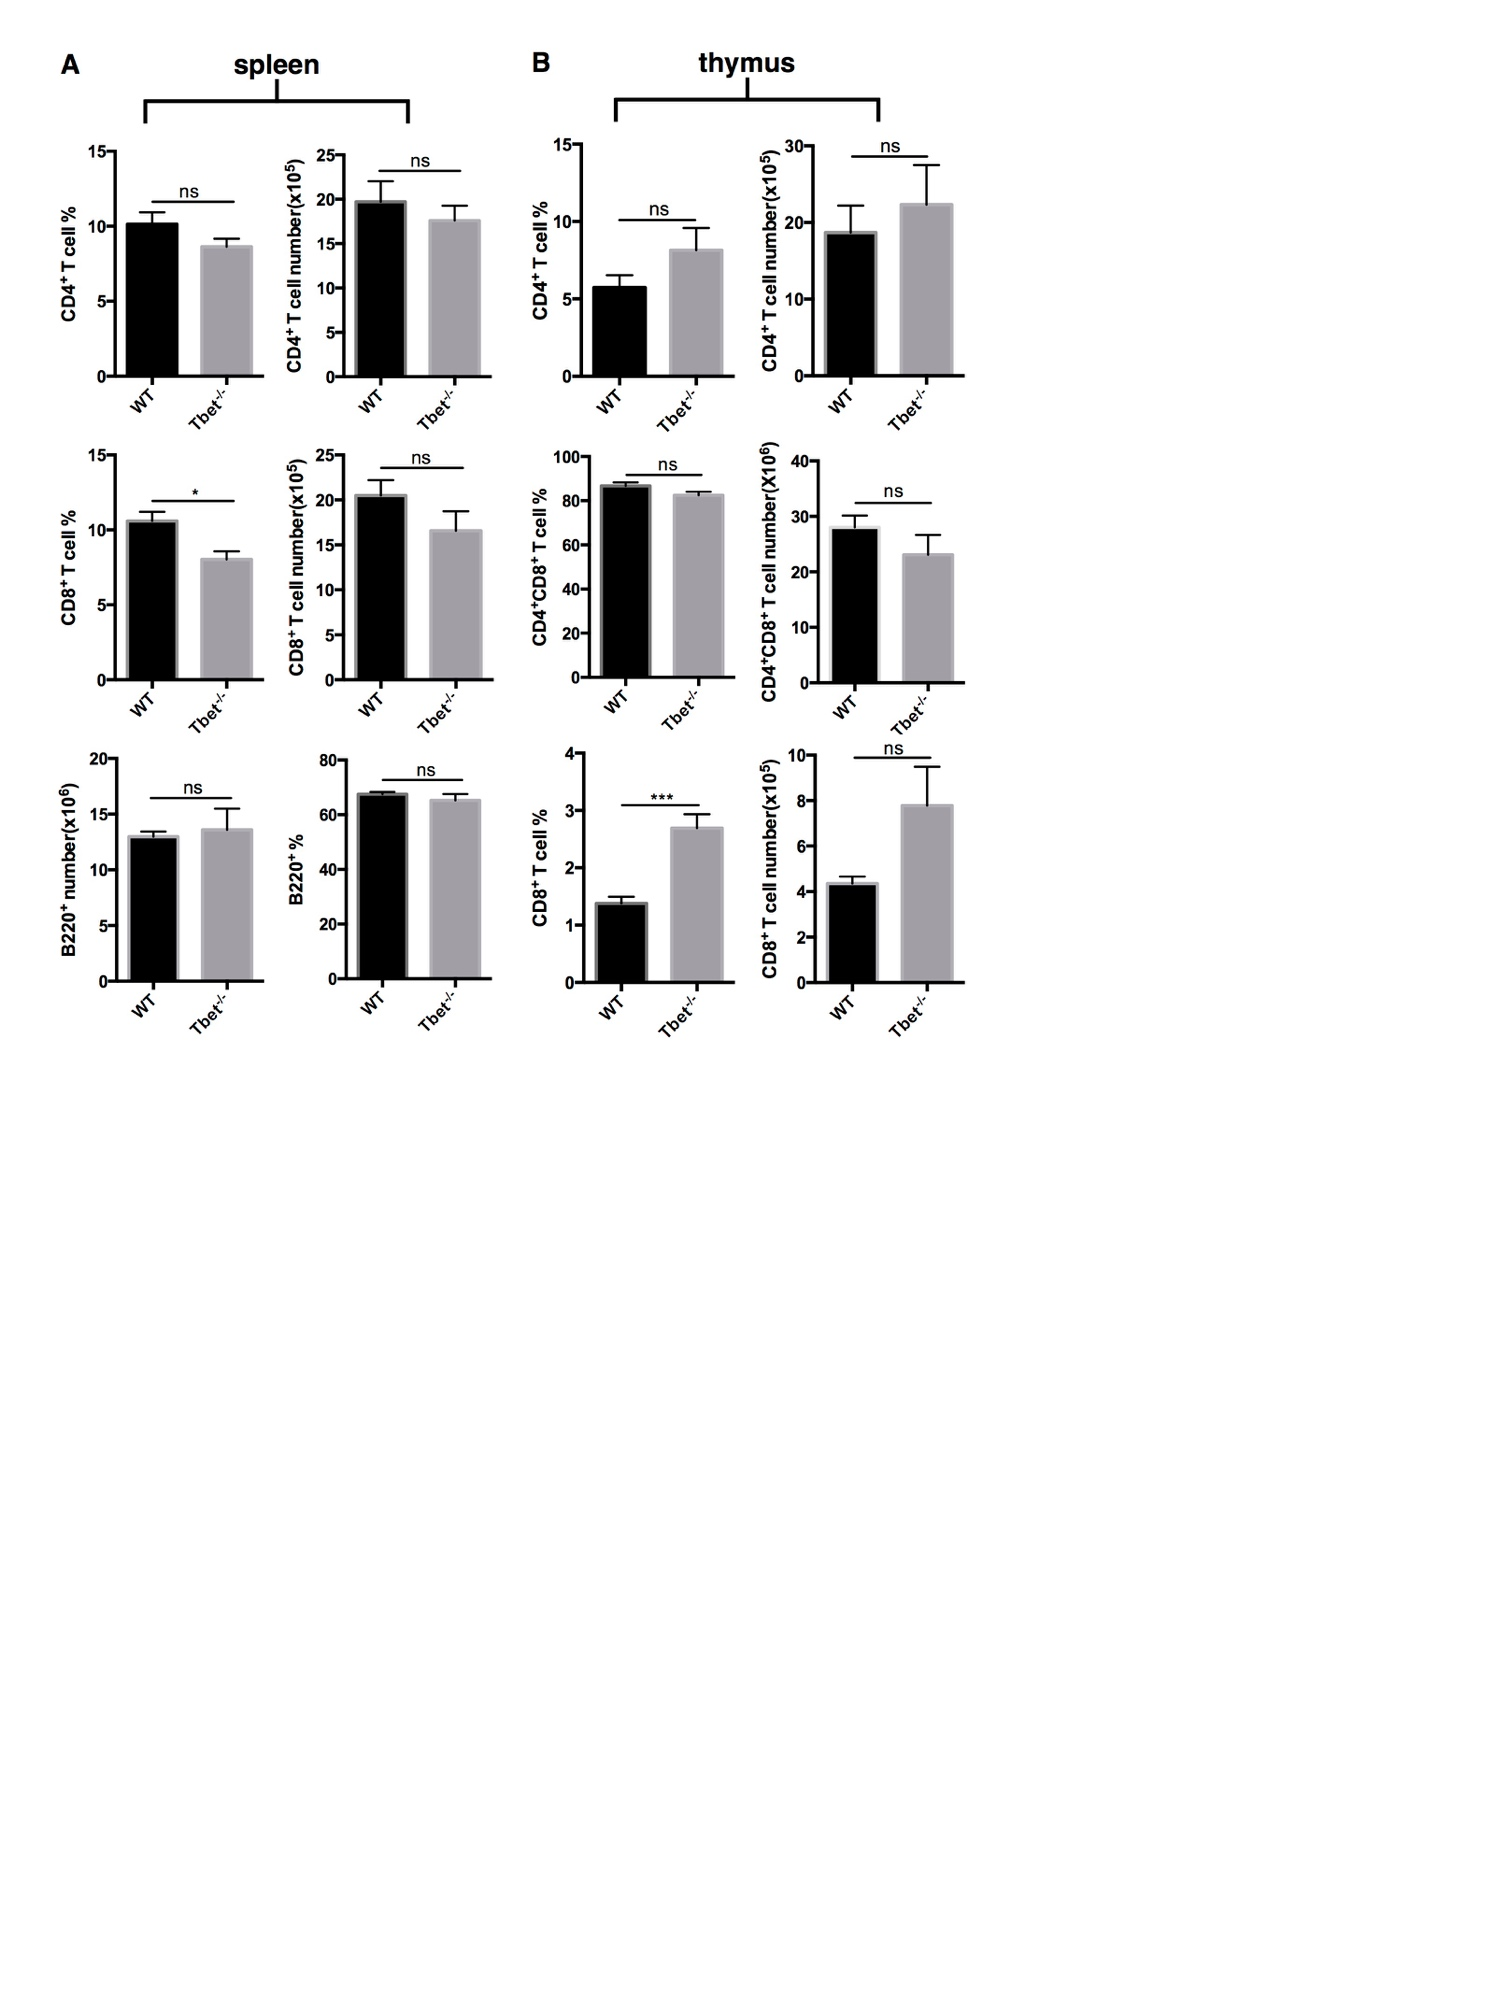 A
spleen
B
thymus
CD4+ T cell %
15
10
5
0
ns
WT
Tbet-/-
CD4+ T cell number(x105)
25
20
15
10
5
0
ns
WT
Tbet-/-
CD4+ T cell %
15
10
5
0
ns
WT
Tbet-/-
CD4+ T cell number(x105)
30
20
10
0
ns
WT
Tbet-/-
CD8+ T cell %
15
10
5
0
*
WT
Tbet-/-
CD8+ T cell number(x105)
25
20
15
10
5
0
ns
WT
Tbet-/-
CD4+CD8+ T cell %
100
80
60
40
20
0
ns
WT
Tbet-/-
CD4+CD8+ T cell number(X106)
40
30
20
10
0
ns
WT
Tbet-/-
B220+ number(x106)
20
15
10
5
0
ns
WT
Tbet-/-
B220+ %
80
60
40
20
0
ns
WT
Tbet-/-
CD8+ T cell %
4
3
2
1
0
***
WT
Tbet-/-
CD8+ T cell number(x105)
10
8
6
4
2
0
ns
WT
Tbet-/-